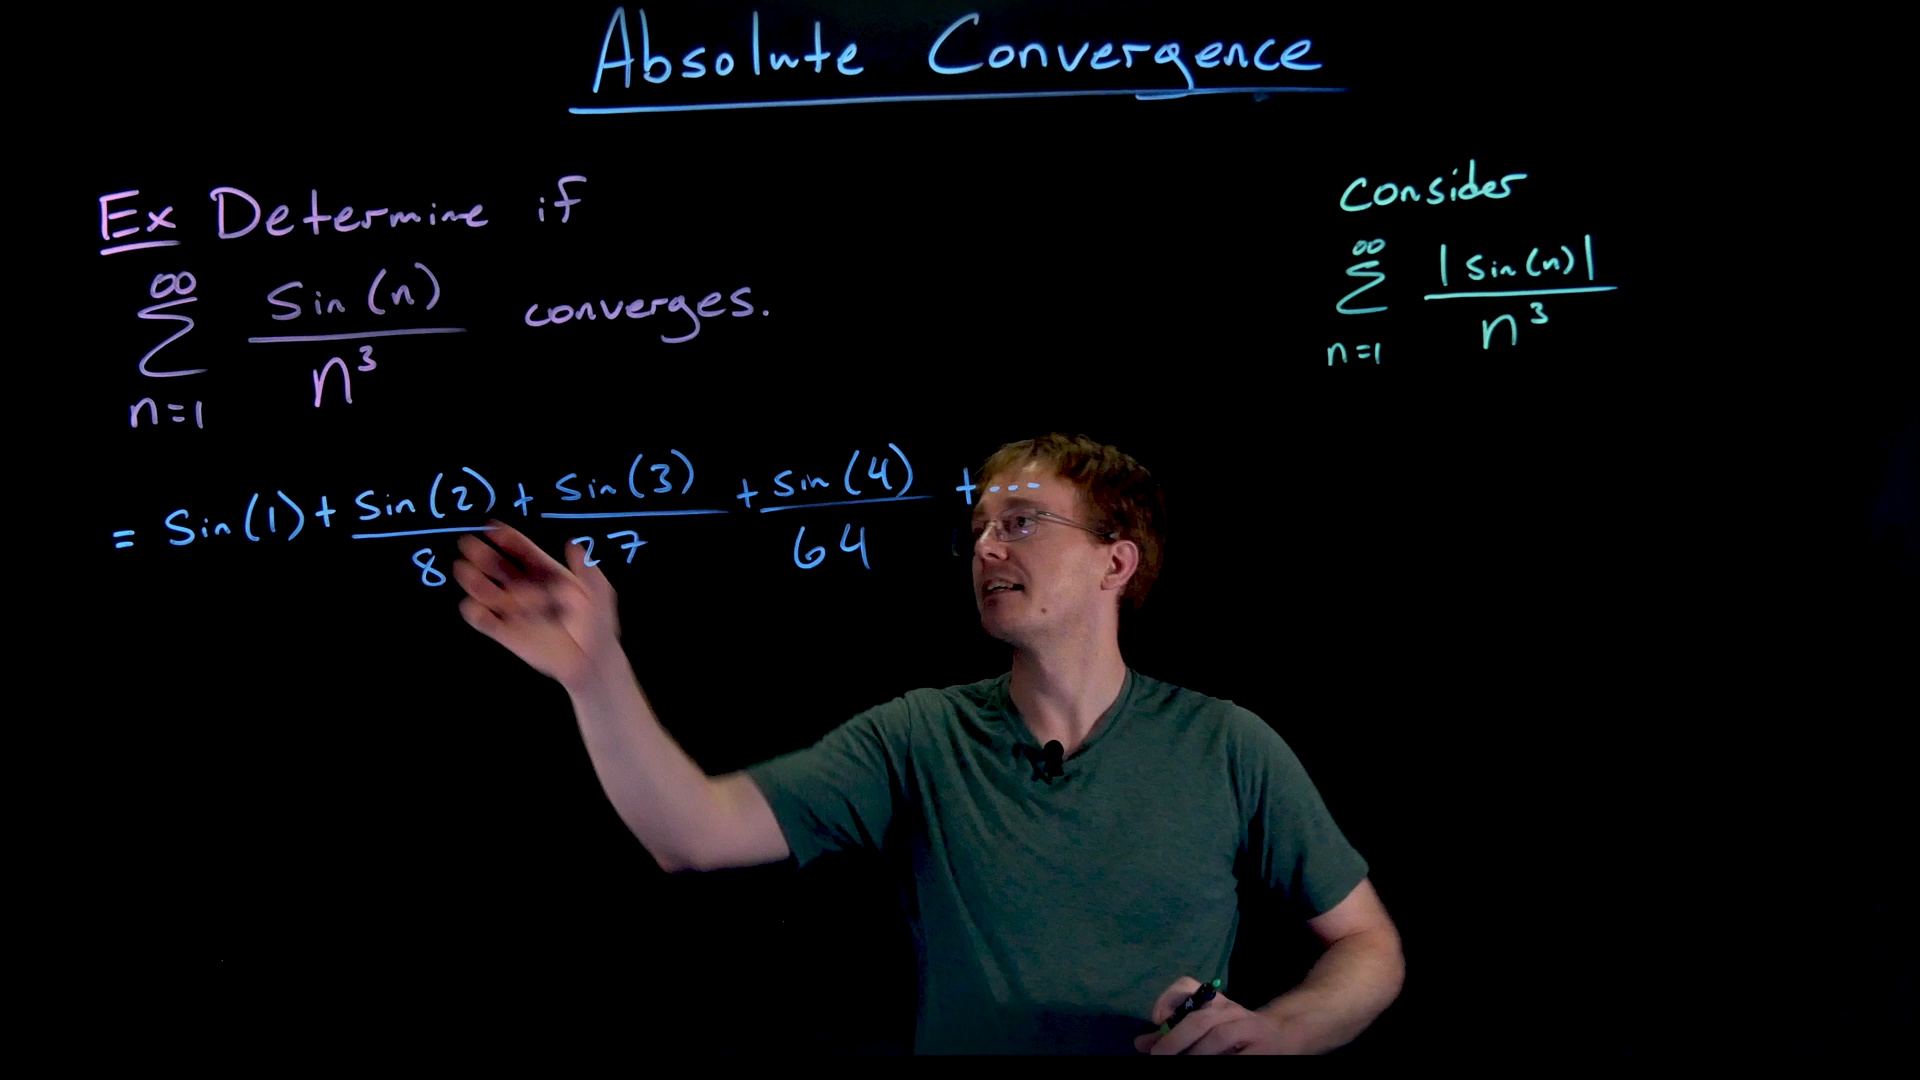 Absolute Convergence
Ex Determine if
∞
∑ sin(n)/n³ converges.
n=1
= sin(1) + sin(2)/8 + sin(3)/27 + sin(4)/64 + ...
Consider
∞
∑ |sin(n)|/n³
n=1